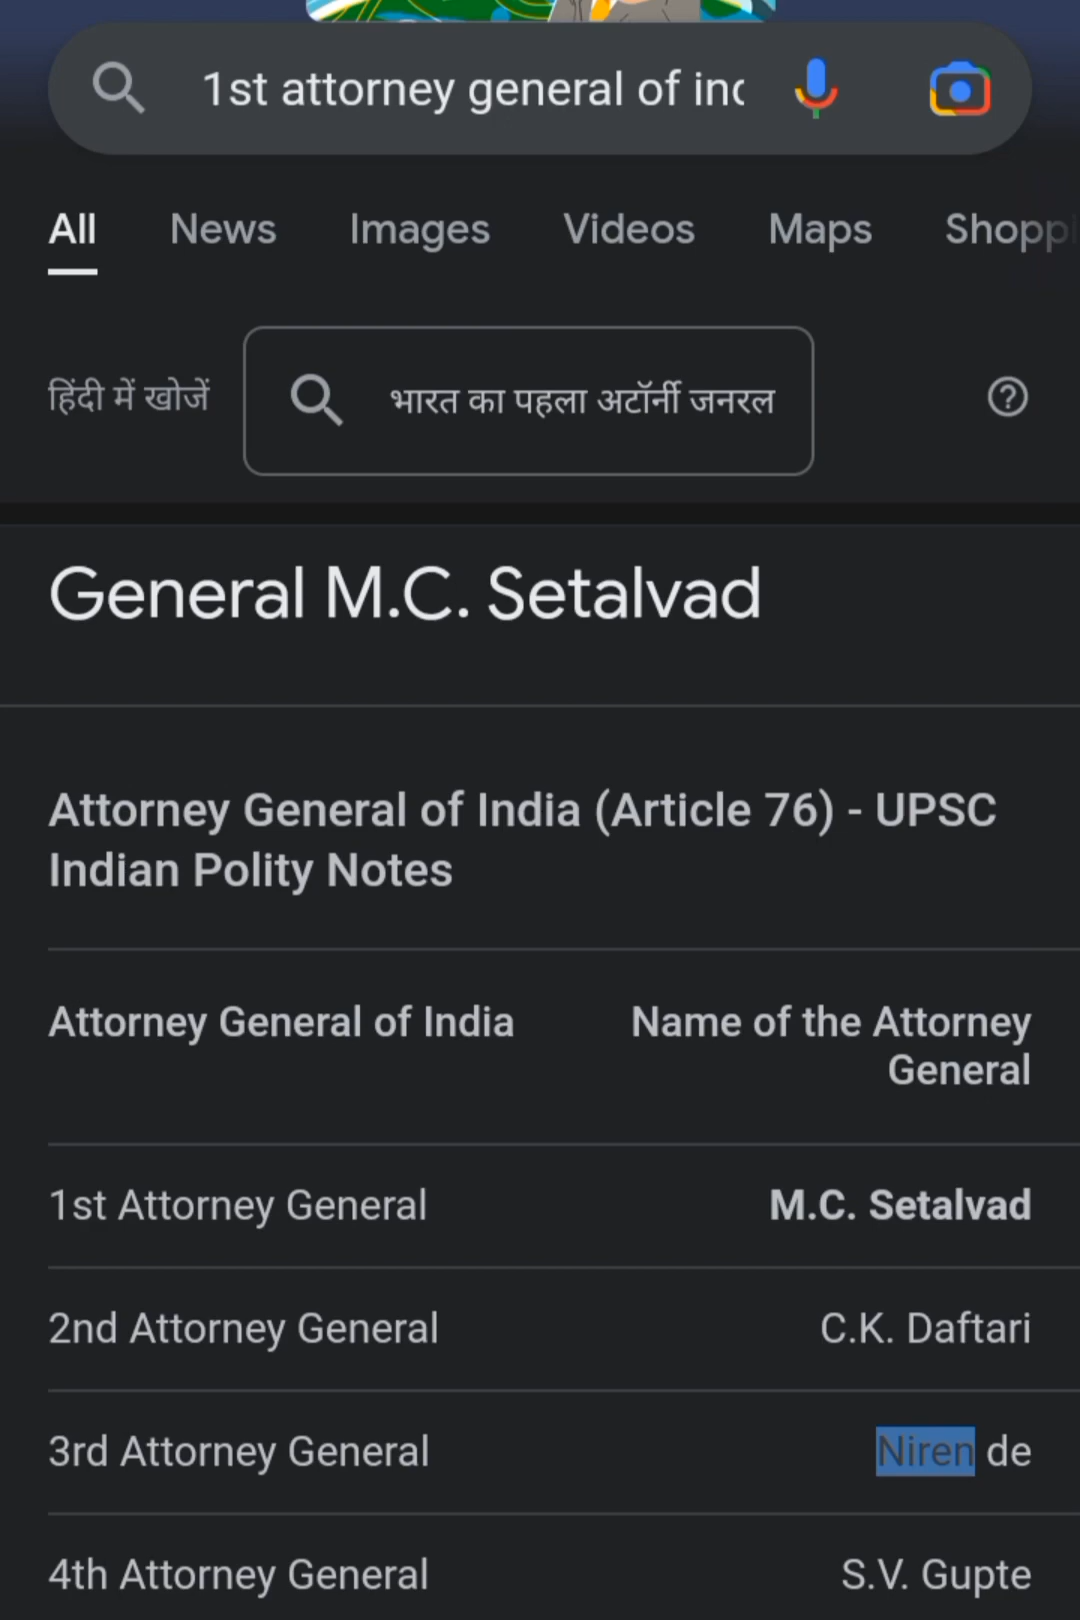 1st attorney general of inc
All News Images Videos Maps Shoppi
हिंदी में खोजें भारत का पहला अटॉर्नी जनरल
General M.C. Setalvad
Attorney General of India (Article 76) - UPSC
Indian Polity Notes
Attorney General of India Name of the Attorney
General
1st Attorney General M.C. Setalvad
2nd Attorney General C.K. Daftari
3rd Attorney General Niren de
4th Attorney General S.V. Gupte